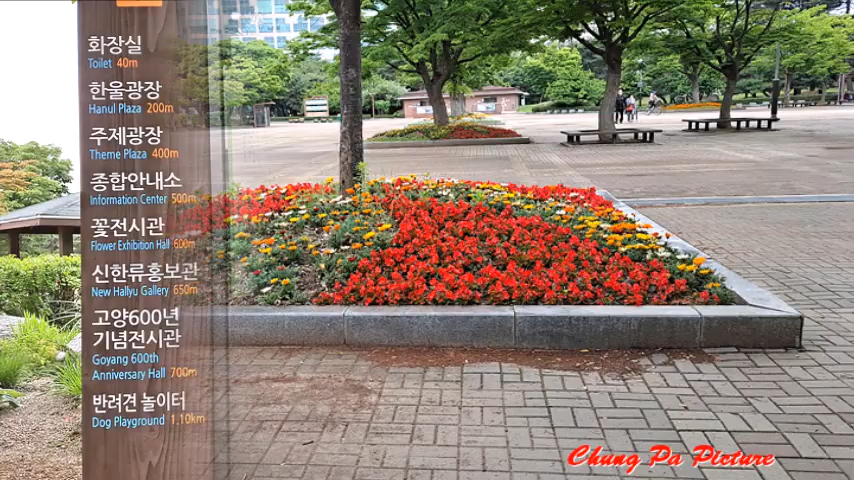 화장실
Toilet 40m
한울광장
Hanul Plaza 200m
주제광장
Theme Plaza 400m
종합안내소
Information Center 500m
꽃전시관
Flower Exhibition Hall 600m
신한류홍보관
New Hallyu Gallery 650m
고양600년
기념전시관
Goyang 600th
Anniversary Hall 700m
반려견 놀이터
Dog Playground 1.10km
Chung Pa Picture